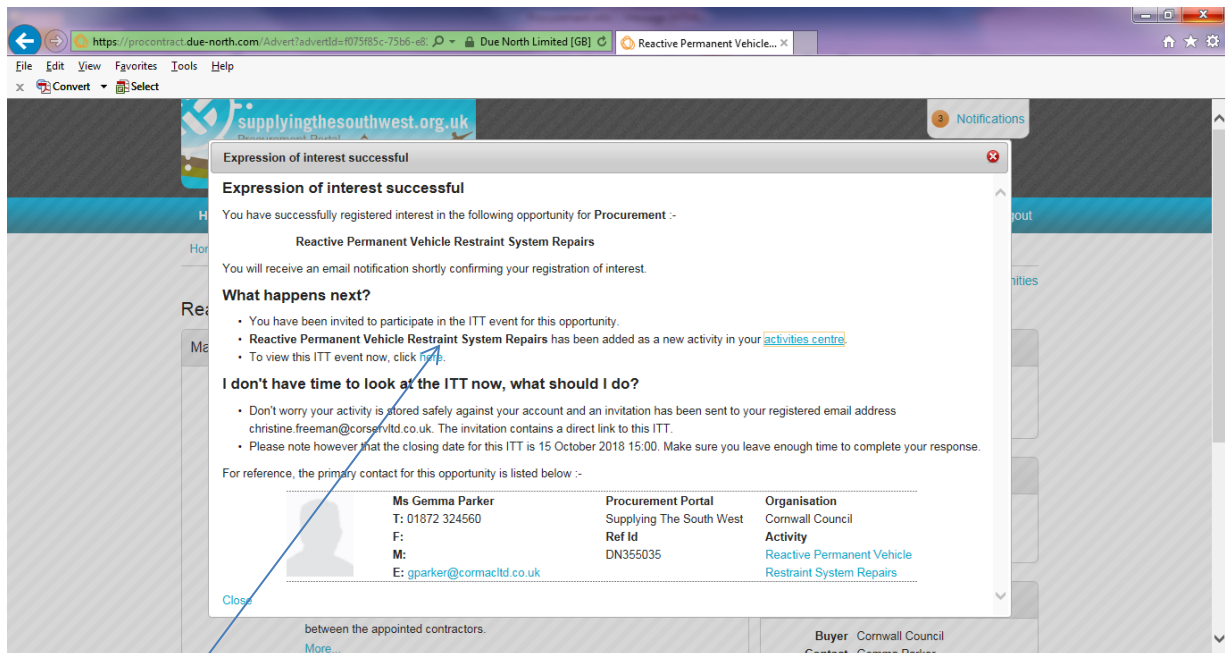 https://procontract.due-north.com/Advert?advertId=f075f85c-75b6-e8
Due North Limited [GB]
Reactive Permanent Vehicle...
File Edit View Favorites Tools Help
x Convert Select
supplyingthesouthwest.org.uk
Procurement Portal
3 Notifications
Expression of interest successful
Expression of interest successful
You have successfully registered interest in the following opportunity for Procurement :-
Reactive Permanent Vehicle Restraint System Repairs
You will receive an email notification shortly confirming your registration of interest.
What happens next?
• You have been invited to participate in the ITT event for this opportunity.
• Reactive Permanent Vehicle Restraint System Repairs has been added as a new activity in your activities centre.
• To view this ITT event now, click here.
I don't have time to look at the ITT now, what should I do?
• Don't worry your activity is stored safely against your account and an invitation has been sent to your registered email address
christine.freeman@corservltd.co.uk. The invitation contains a direct link to this ITT.
• Please note however that the closing date for this ITT is 15 October 2018 15:00. Make sure you leave enough time to complete your response.
For reference, the primary contact for this opportunity is listed below :-
Ms Gemma Parker Procurement Portal Organisation
T: 01872 324560 Supplying The South West Cornwall Council
F: Ref Id Activity
M: DN355035 Reactive Permanent Vehicle
E: gparker@cormacltd.co.uk Restraint System Repairs
Close
between the appointed contractors.
More...
Buyer Cornwall Council
Contact Gemma Parker